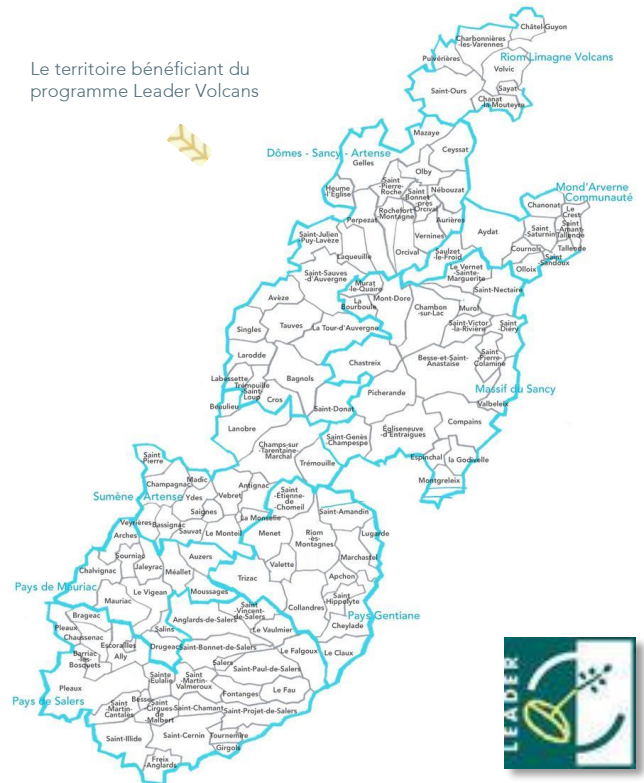 Le territoire bénéficiant du
programme Leader Volcans
Châtel-Guyon
Charbonnières
-les-Varennes
Pulvérières
Riom Limagne Volcans
Volvic
Saint-Ours
Sayat
Chanat
-la-Mouteyre
Mazaye
Ceyssat
Dômes - Sancy - Artense
Gelles
Olby
Saint
-Pierre-
Roche
Saint
Bonnet
près
Orcival
Nébouzat
Heume
-l'Église
Mond'Arverne
Communauté
Chanonat
Le
Crest
Rochefort
Montagne
Perpezat
Aurières
Saint
-Amant
Tallende
Saint
Saturnin
Aydat
Vernines
Saint-Julien
-Puy-Lavèze
Cournols
Tallende
Orcival
Saulzet
-le-Froid
Laqueuille
Saint
Sandoux
Olloix
Le Vernet
-Sainte-
Marguerite
Saint-Sauves
-d'Auvergne
Murat
-le-Quaire
Saint-Nectaire
Mont-Dore
La
Bourboule
Avèze
Chambon
-sur-Lac
Murol
Singles
Tauves
La Tour-d'Auvergne
Saint-Victor
-la-Rivière
Saint
-Diéry
Larodde
Chastreix
Besse-et-Saint-
Anastaise
Saint
-Pierre-
Colamine
Labessette
Trémouille
-Saint-
Loup
Bagnols
Massif du Sancy
Picherande
Cros
Valbeleix
Beaulieu
Saint-Donat
Compains
Lanobre
Égliseneuve
-d'Entraigues
Saint-Genès
-Champespe
Champs-sur
-Tarentaine-
Marchal
Espinchal
la Godivelle
Trémouille
Saint
Pierre
Montgreleix
Madic
Champagnac
Antignac
Saint
-Étienne-
de
-Chomeil
Sumène Artense
Ydes
Vebret
Saignes
Saint-Amandin
La Monselie
Veyrières
Bassignac
Sauvat
Le Monteil
Menet
Riom
-ès-
Montagnes
Lugarde
Arches
Sourniac
Auzers
Marchastel
Chalvignac
Jaleyrac
Méallet
Valette
Trizac
Apchon
Pays de Mauriac
Le Vigean
Moussages
Saint
-Hippolyte
Mauriac
Collandres
Saint
-Vincent-
de-Salers
Brageac
Anglards-de-Salers
Pays Gentiane
Cheylade
Pleaux
Salins
Le Vaulmier
Chaussenac
Escorailles
Drugeac
Saint-Bonnet-de-Salers
Le Falgoux
Le Claux
Barriac
-les-
Bosquets
Ally
Salers
Saint-Paul-de-Salers
Sainte
-Eulalie
Saint
-Martin-
Valmeroux
Pleaux
Le Fau
Fontanges
Pays de Salers
Besse
Saint
-Martin-
Cantalès
Saint
-Cirgues
de
-Malbert
Saint-Chamant
Saint-Projet-de-Salers
Saint-Illide
Saint-Cernin
Tournemire
Girgols
Freix
-Anglards
LEADER